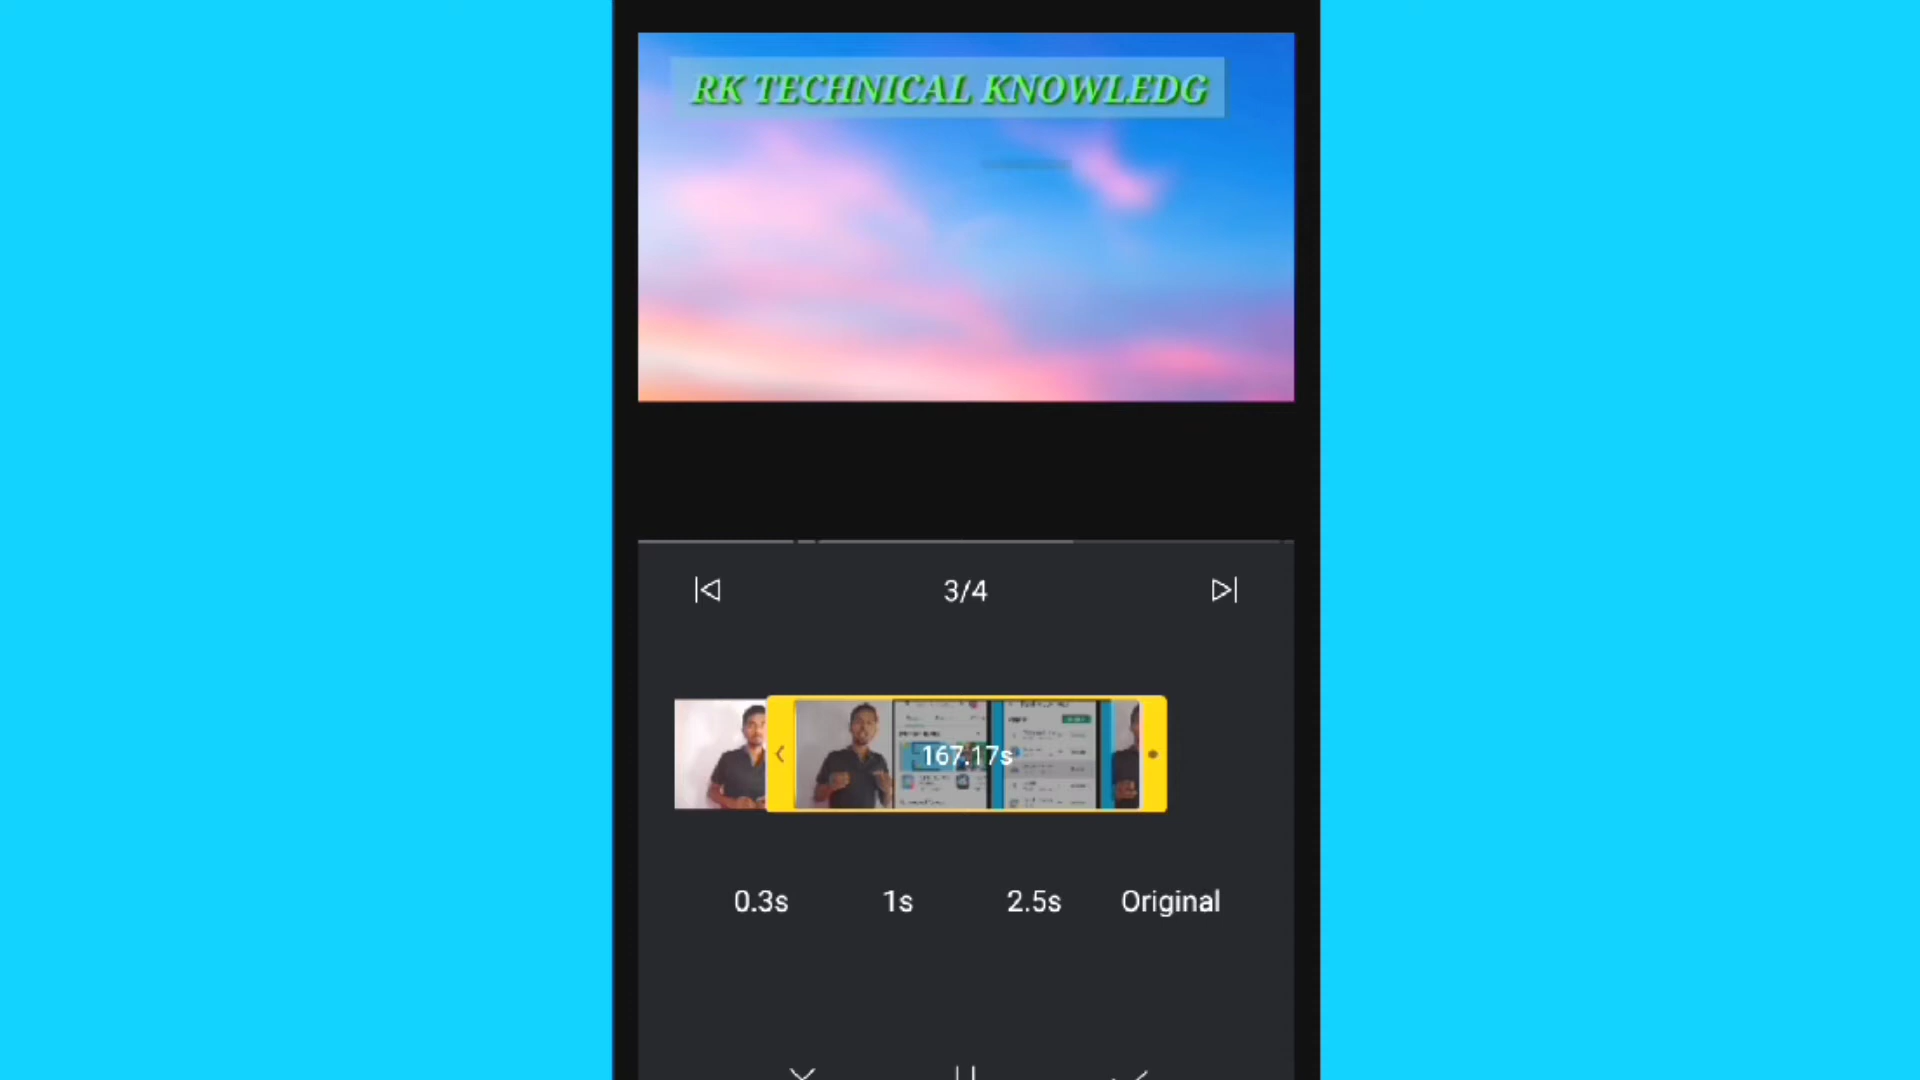 RK TECHNICAL KNOWLEDG
3/4
167.17s
0.3s
1s
2.5s
Original